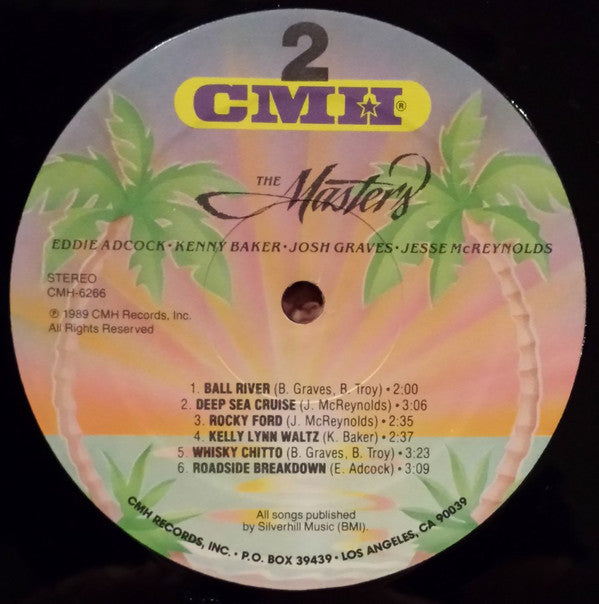 2
CMH®
THE Masters
EDDIE ADCOCK • KENNY BAKER • JOSH GRAVES • JESSE McREYNOLDS
STEREO
CMH-6266
℗ 1989 CMH Records, Inc.
All Rights Reserved
1. BALL RIVER (B. Graves, B. Troy) • 2:00
2. DEEP SEA CRUISE (J. McReynolds) • 3:06
3. ROCKY FORD (J. McReynolds) • 2:35
4. KELLY LYNN WALTZ (K. Baker) • 2:37
5. WHISKY CHITTO (B. Graves, B. Troy) • 3:23
6. ROADSIDE BREAKDOWN (E. Adcock) • 3:09
All songs published
by Silverhill Music (BMI).
CMH RECORDS, INC. • P.O. BOX 39439 • LOS ANGELES, CA 90039